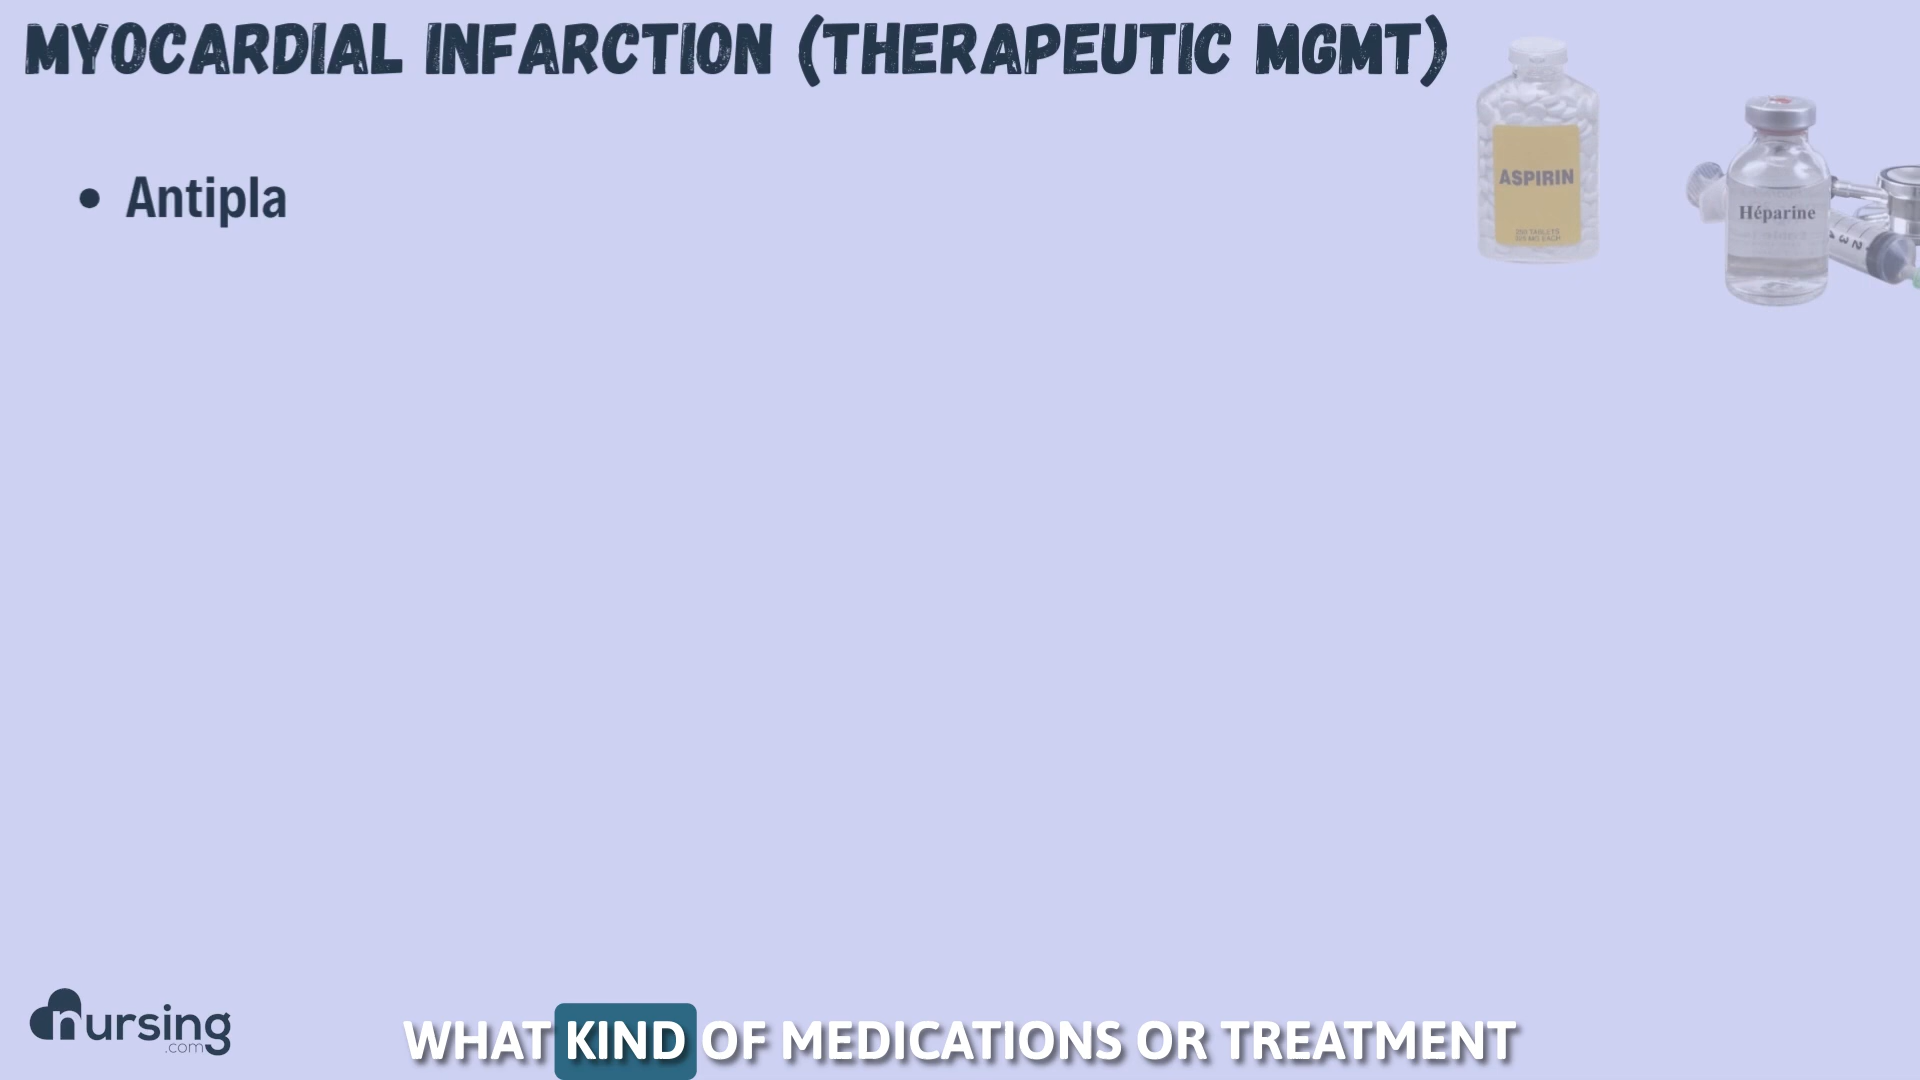 MYOCARDIAL INFARCTION (THERAPEUTIC MGMT)
• Antipla
ASPIRIN
Héparine
nursing
.com
WHAT KIND OF MEDICATIONS OR TREATMENT